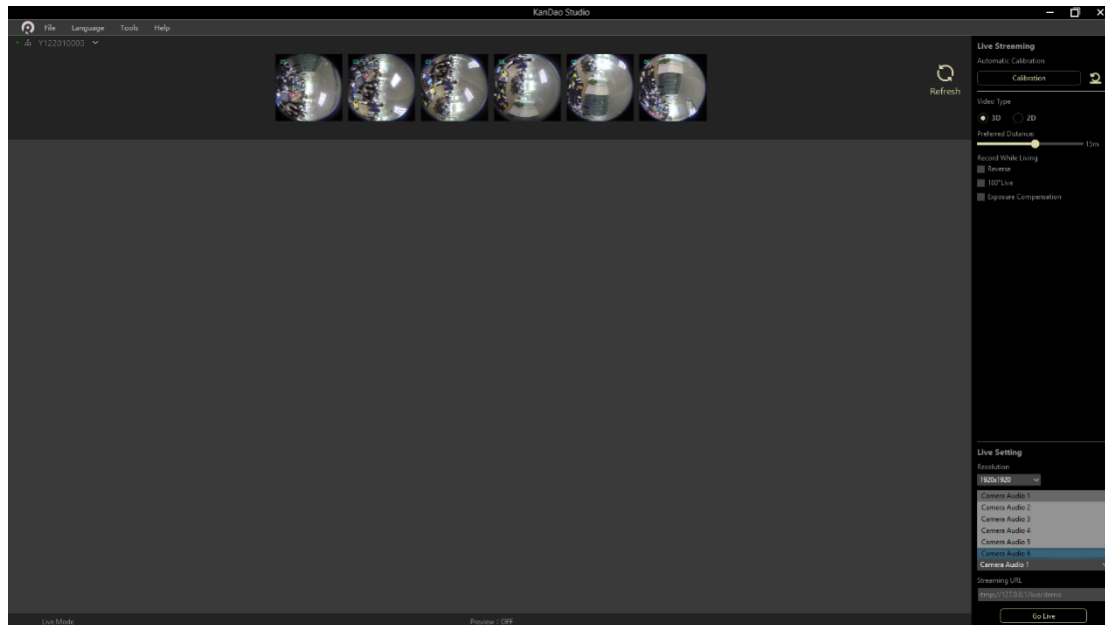 KanDao Studio
File Language Tools Help
Y122010003
Refresh
Live Streaming
Automatic Calibration
Calibration
Video Type
3D 2D
Preferred Distance:
15m
Record While Living
Reverse
180°Live
Exposure Compensation
Live Setting
Resolution
1920x1920
Camera Audio 1
Camera Audio 2
Camera Audio 3
Camera Audio 4
Camera Audio 5
Camera Audio 6
Camera Audio 1
Streaming URL
rtmp://127.0.0.1/live/demo
Go Live
Live Mode
Preview : OFF